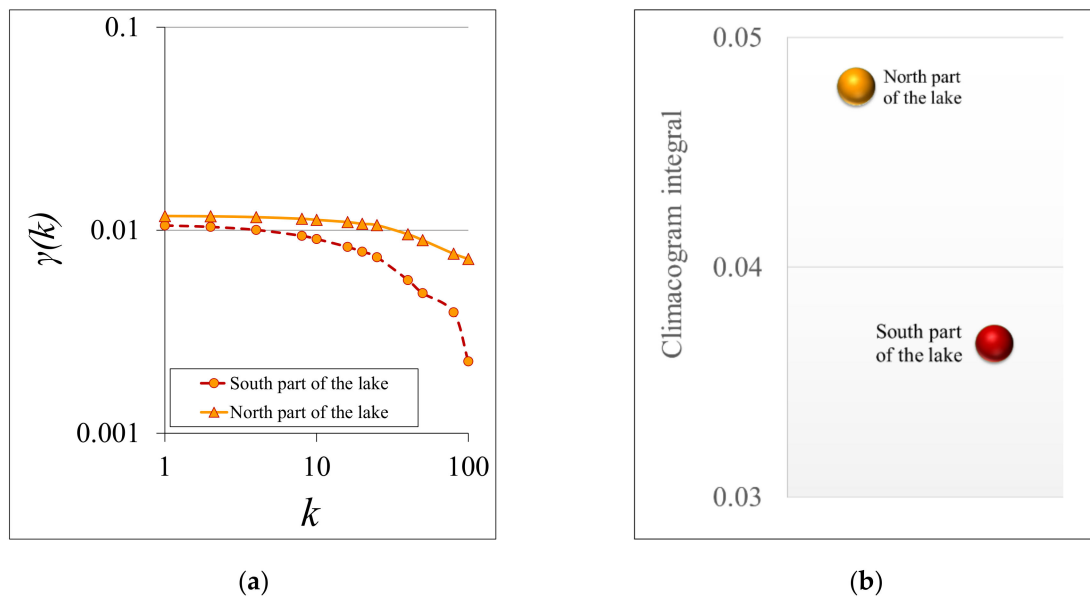 0.1
0.01
0.001
γ(k)
South part of the lake
North part of the lake
1
10
100
k
(a)
0.05
0.04
0.03
Climacogram integral
North part
of the lake
South part
of the lake
(b)